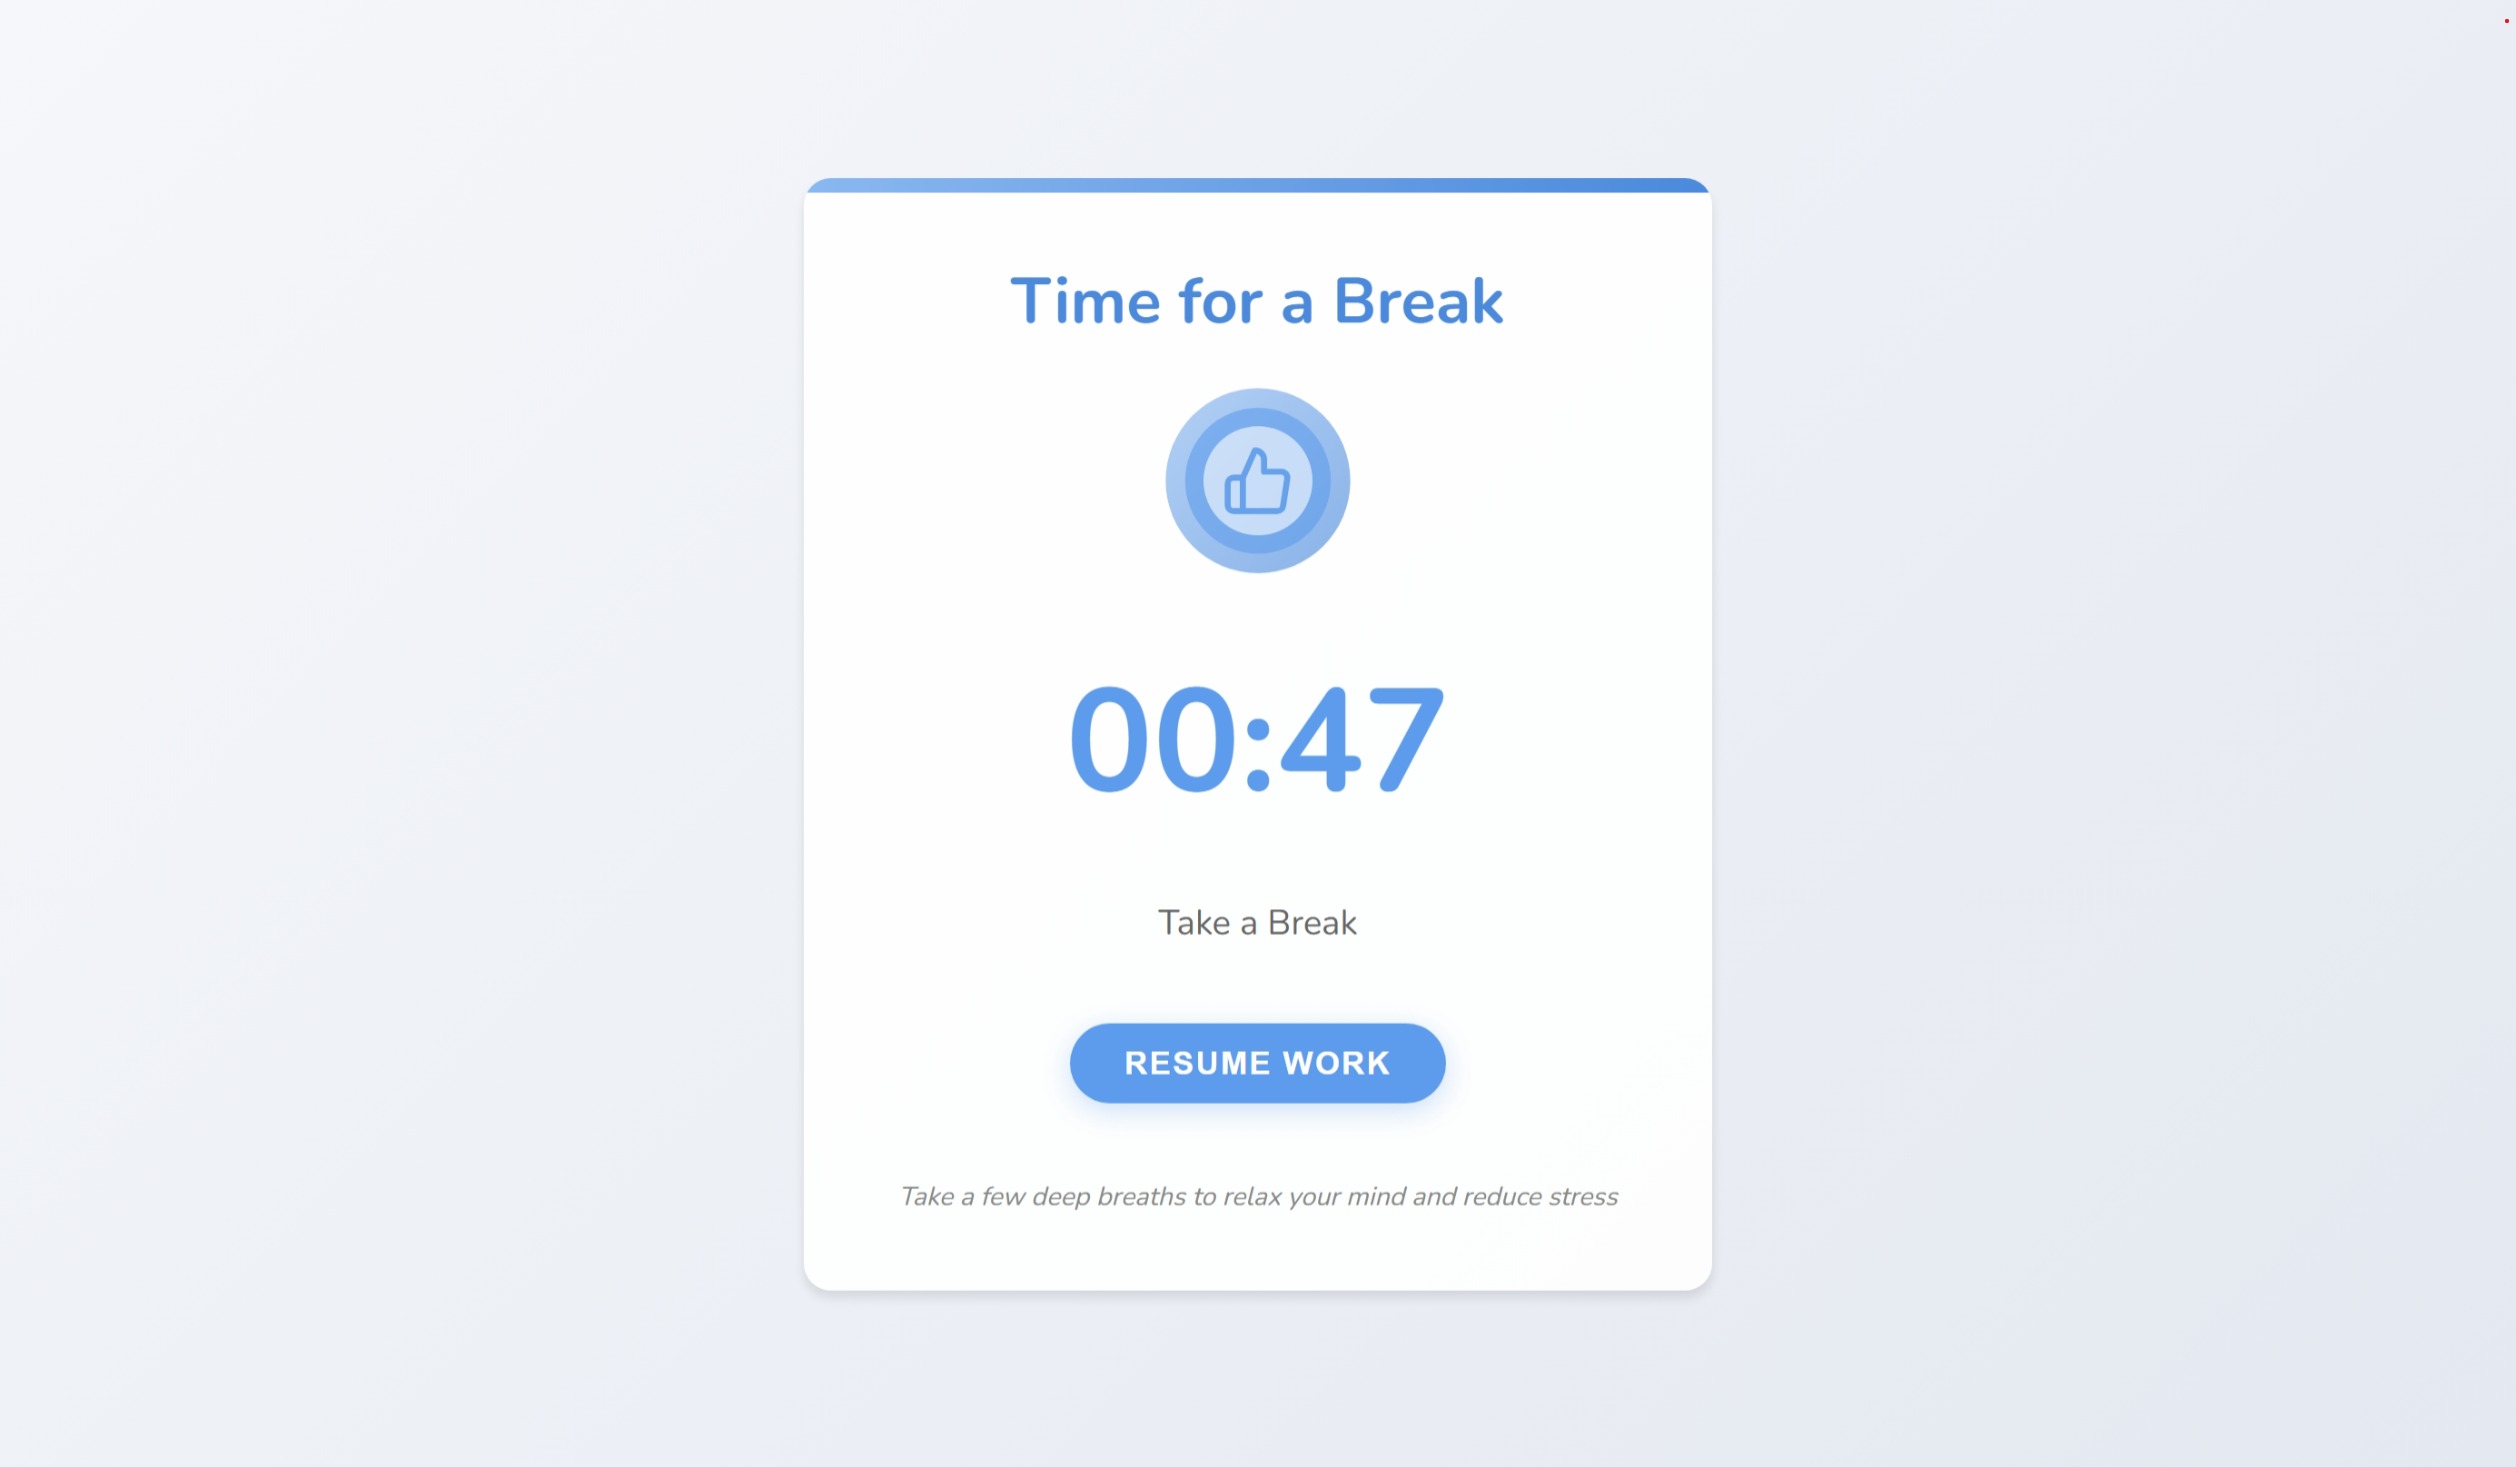 Time for a Break
00:47
Take a Break
RESUME WORK
Take a few deep breaths to relax your mind and reduce stress